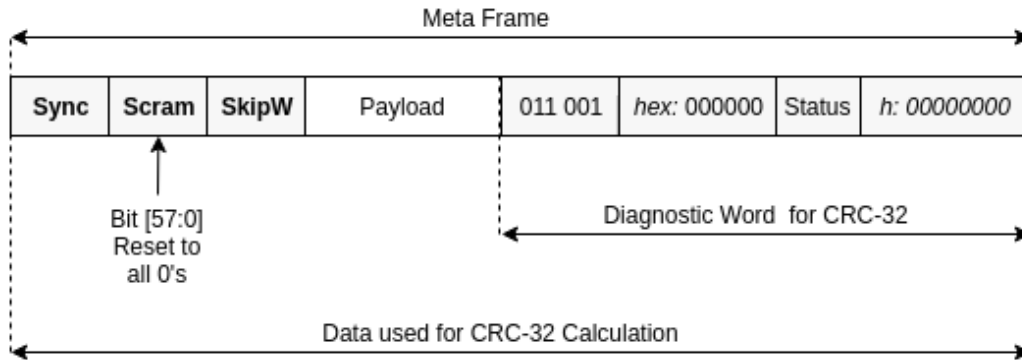 Meta Frame
Sync Scram SkipW Payload 011 001 hex: 000000 Status h: 00000000
Bit [57:0]
Reset to
all 0's
Diagnostic Word for CRC-32
Data used for CRC-32 Calculation